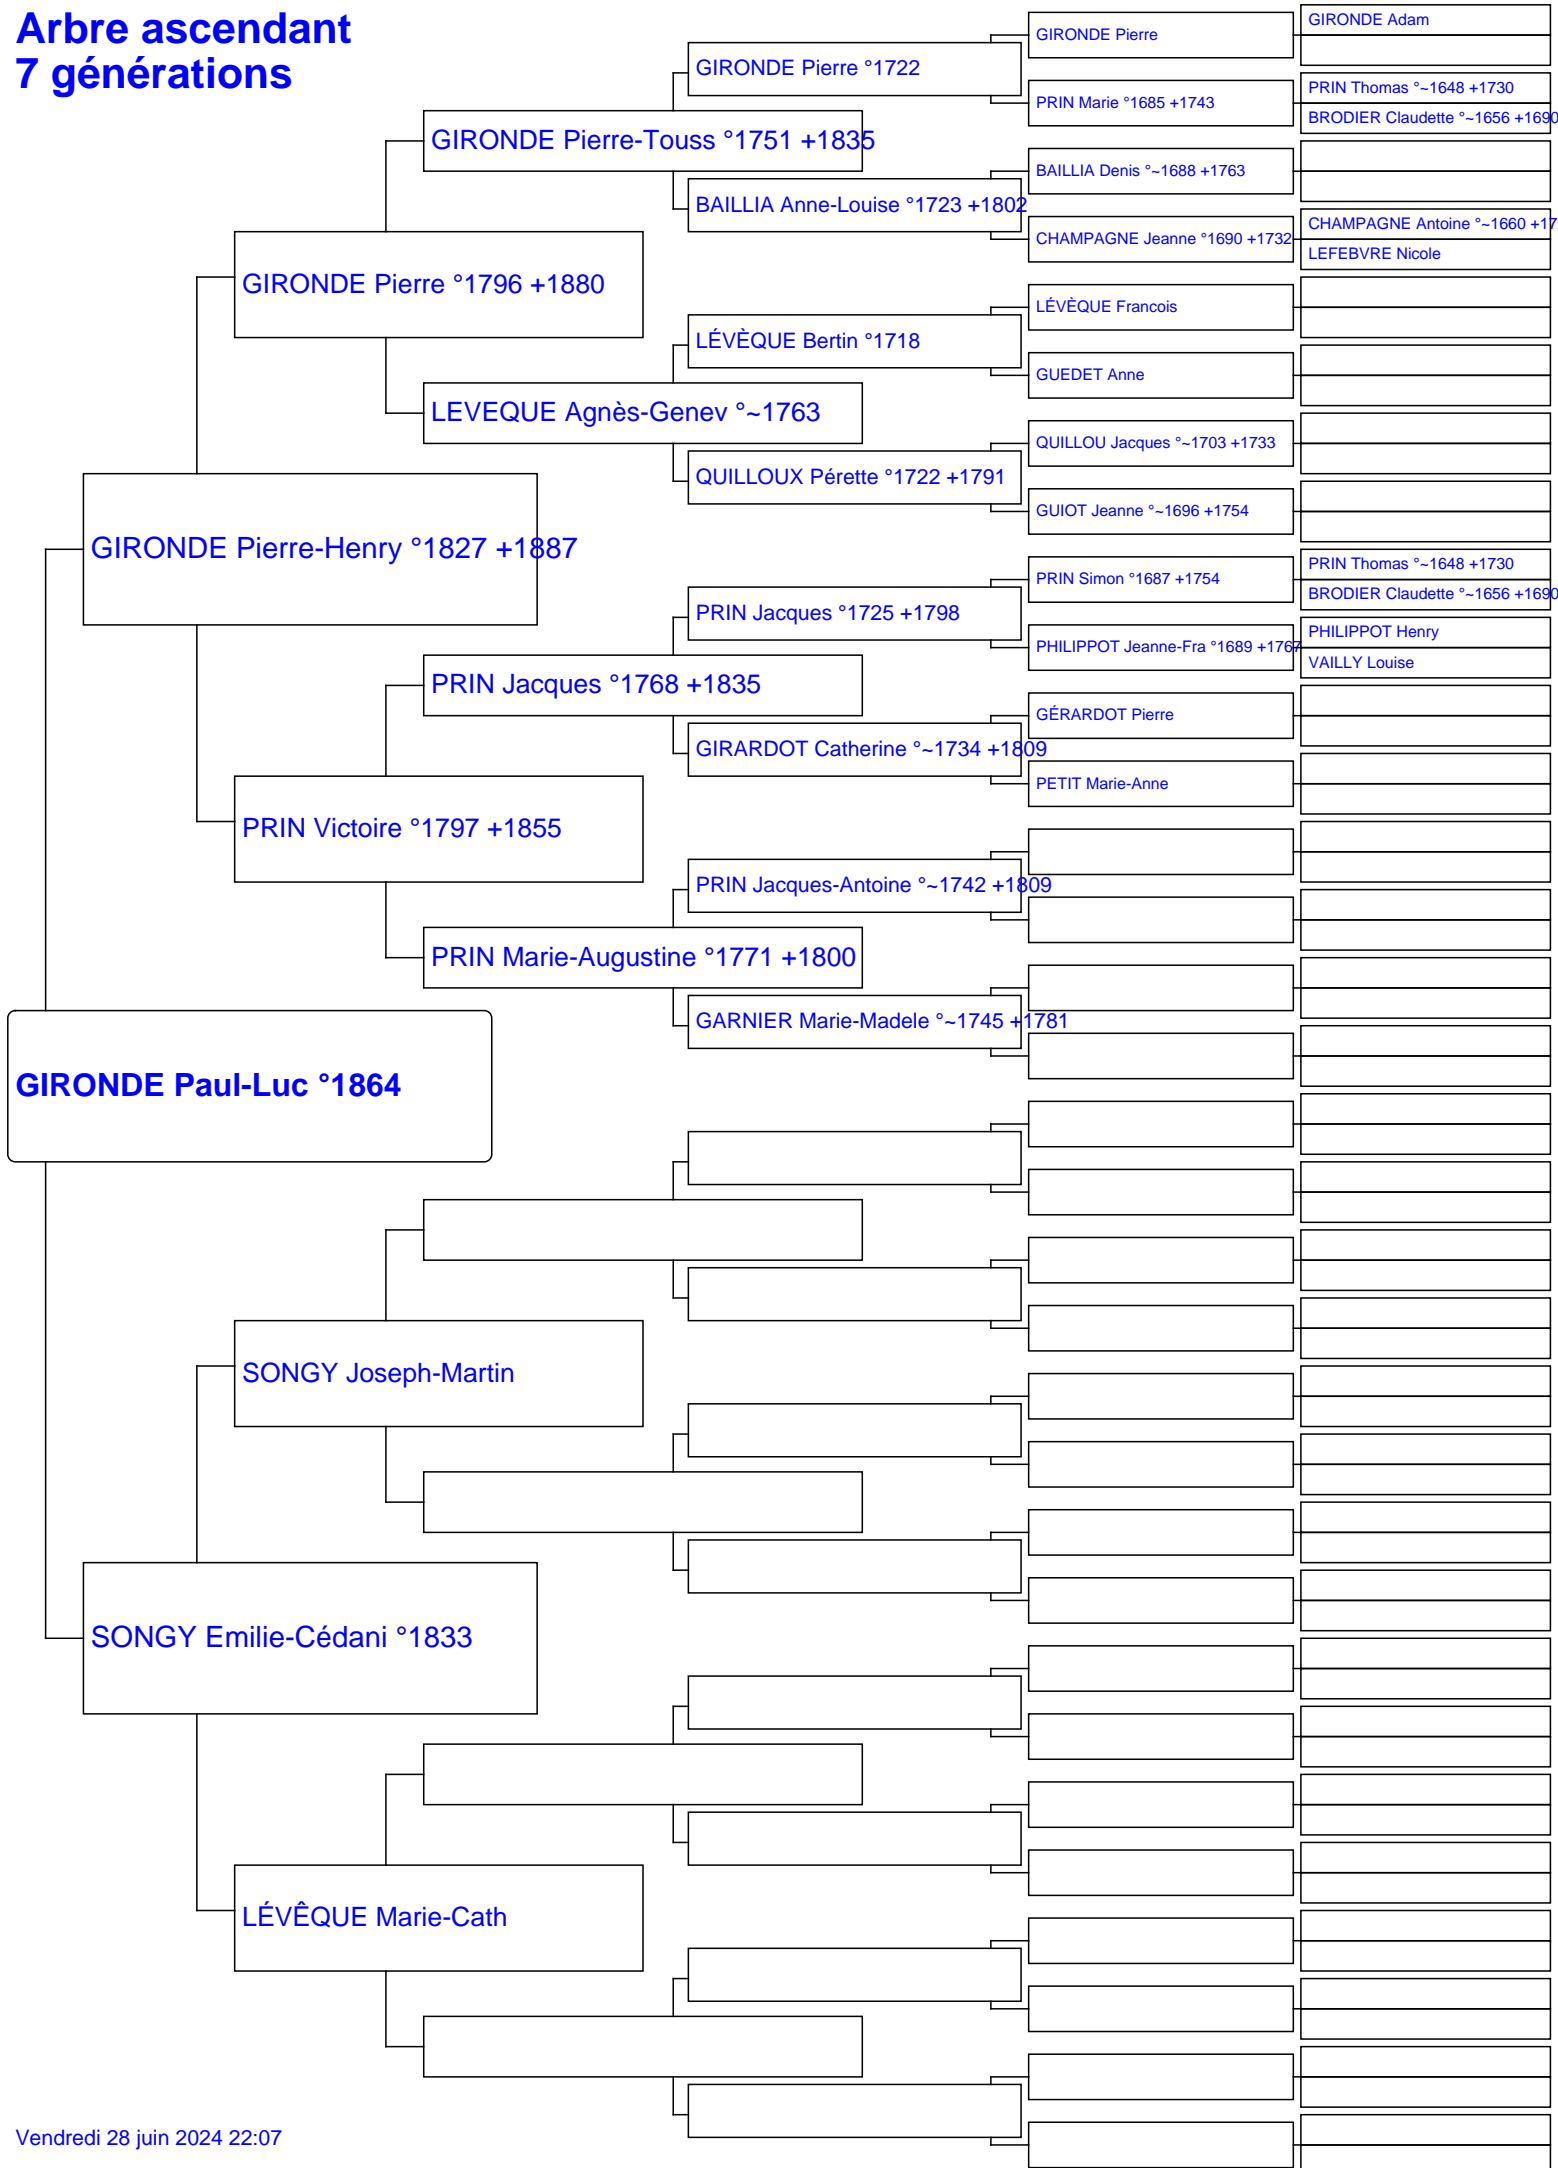 Arbre ascendant
7 générations
GIRONDE Adam
GIRONDE Pierre
GIRONDE Pierre °1722
PRIN Thomas °~1648 +1730
PRIN Marie °1685 +1743
BRODIER Claudette °~1656 +1690
GIRONDE Pierre-Touss °1751 +1835
BAILLIA Denis °~1688 +1763
BAILLIA Anne-Louise °1723 +1802
CHAMPAGNE Antoine °~1660 +17
CHAMPAGNE Jeanne °1690 +1732
LEFEBVRE Nicole
GIRONDE Pierre °1796 +1880
LÉVÈQUE Francois
LÉVÈQUE Bertin °1718
GUEDET Anne
LEVEQUE Agnès-Genev °~1763
QUILLOU Jacques °~1703 +1733
QUILLOUX Pérette °1722 +1791
GUIOT Jeanne °~1696 +1754
GIRONDE Pierre-Henry °1827 +1887
PRIN Thomas °~1648 +1730
PRIN Simon °1687 +1754
BRODIER Claudette °~1656 +1690
PRIN Jacques °1725 +1798
PHILIPPOT Henry
PHILIPPOT Jeanne-Fra °1689 +1767
VAILLY Louise
PRIN Jacques °1768 +1835
GÉRARDOT Pierre
GIRARDOT Catherine °~1734 +1809
PETIT Marie-Anne
PRIN Victoire °1797 +1855
PRIN Jacques-Antoine °~1742 +1809
PRIN Marie-Augustine °1771 +1800
GARNIER Marie-Madele °~1745 +1781
GIRONDE Paul-Luc °1864
SONGY Joseph-Martin
SONGY Emilie-Cédani °1833
LÉVÊQUE Marie-Cath
Vendredi 28 juin 2024 22:07